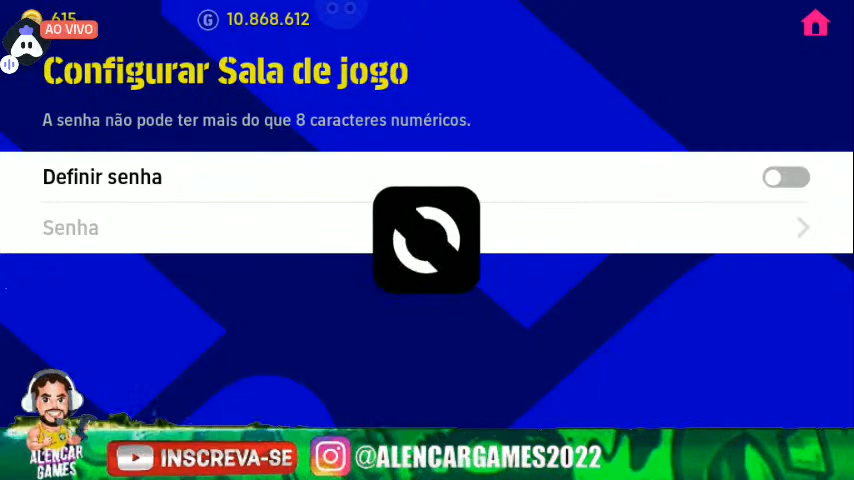 615
AO VIVO
G 10.868.612
Configurar Sala de jogo
A senha não pode ter mais do que 8 caracteres numéricos.
Definir senha
Senha
ALENCAR
GAMES
INSCREVA-SE
@ALENCARGAMES2022